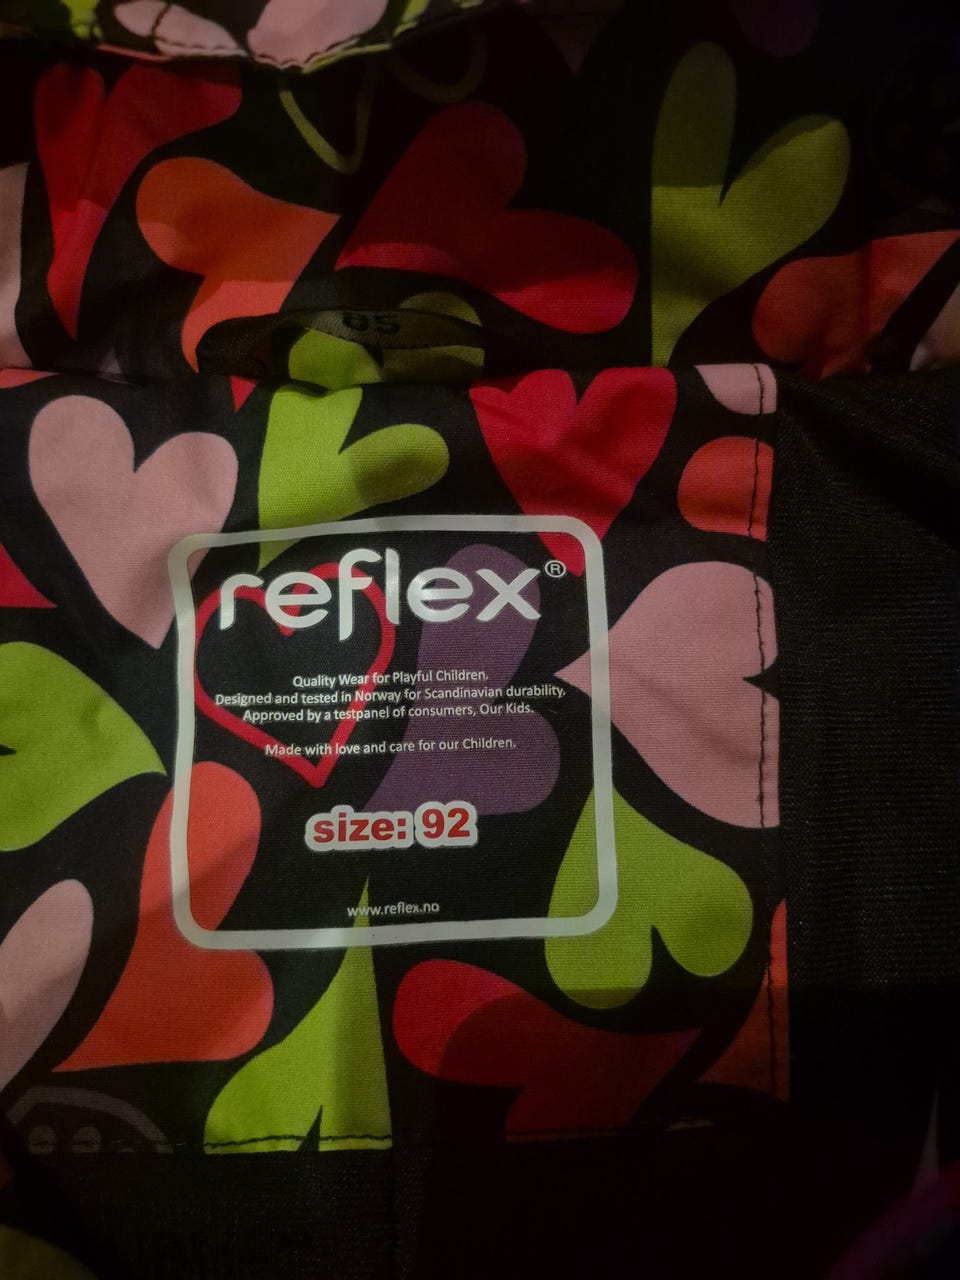 reflex®
Quality Wear for Playful Children,
Designed and tested in Norway for Scandinavian durability,
Approved by a testpanel of consumers, Our Kids.
Made with love and care for our Children.
size: 92
www.reflex.no